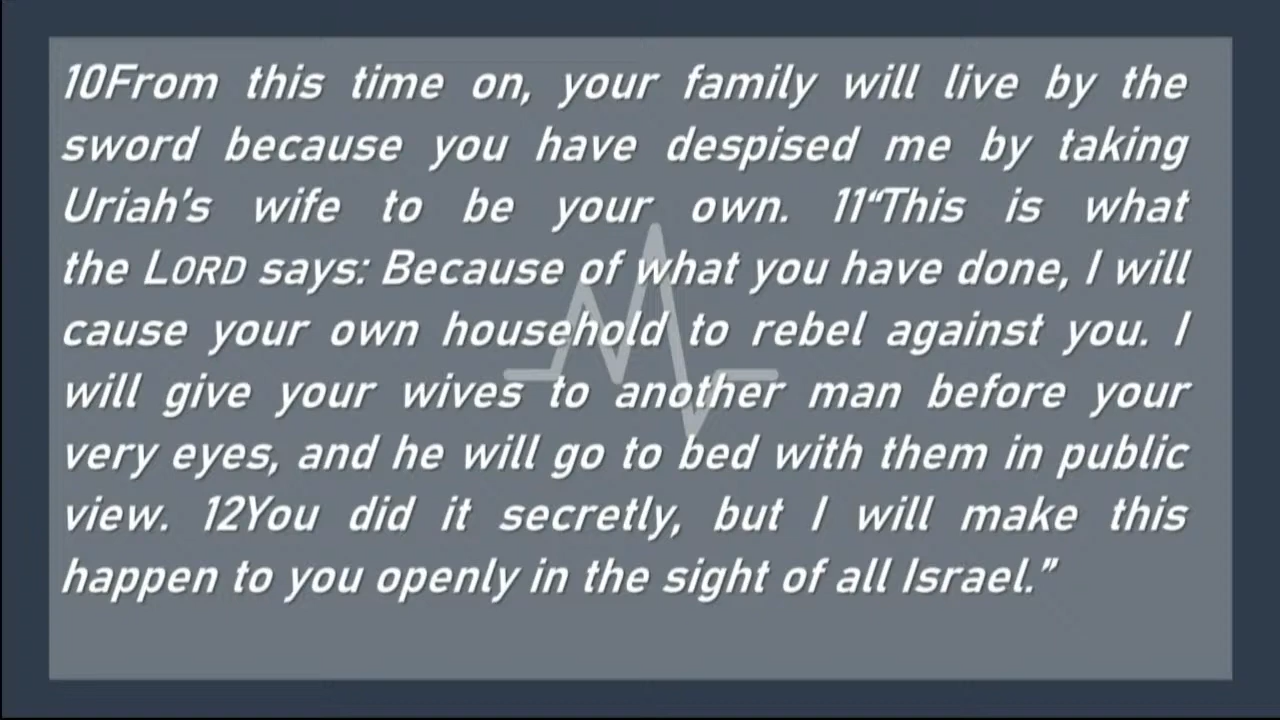 10From this time on, your family will live by the
sword because you have despised me by taking
Uriah's wife to be your own. 11“This is what
the LORD says: Because of what you have done, I will
cause your own household to rebel against you. I
will give your wives to another man before your
very eyes, and he will go to bed with them in public
view. 12You did it secretly, but I will make this
happen to you openly in the sight of all Israel.”